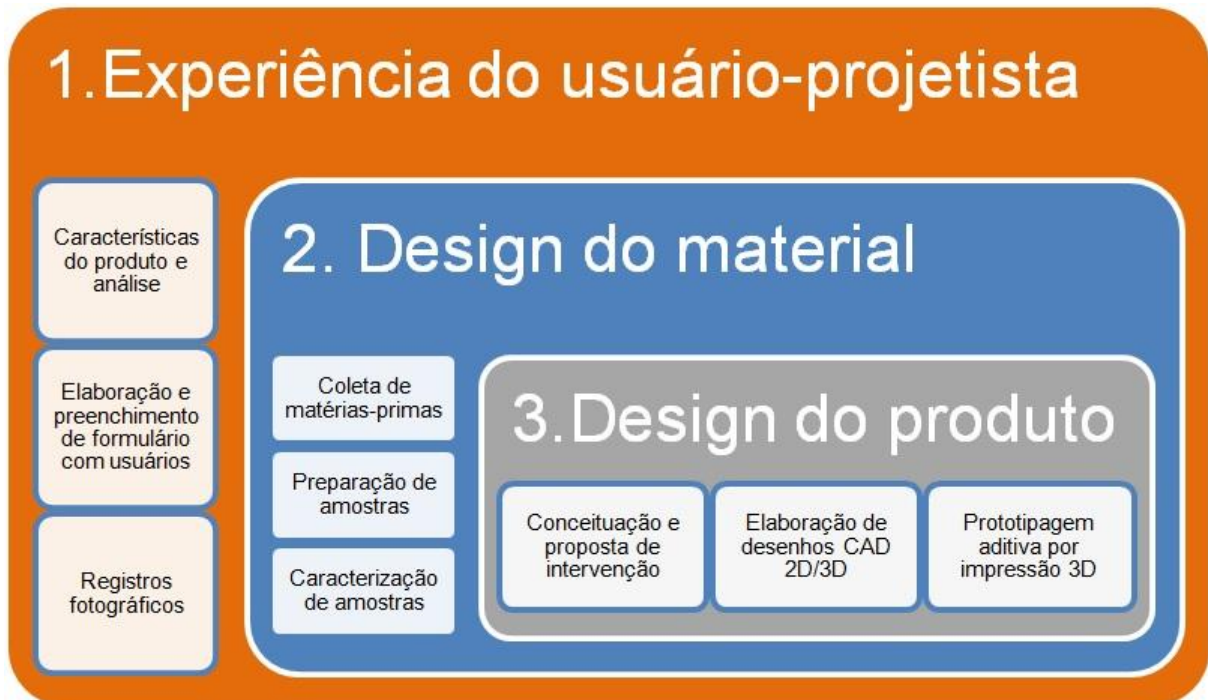 1.Experiência do usuário-projetista
Características
do produto e
análise
Elaboração e
preenchimento
de formulário
com usuários
Registros
fotográficos
2. Design do material
Coleta de
matérias-primas
Preparação de
amostras
Caracterização
de amostras
3.Design do produto
Conceituação e
proposta de
intervenção
Elaboração de
desenhos CAD
2D/3D
Prototipagem
aditiva por
impressão 3D